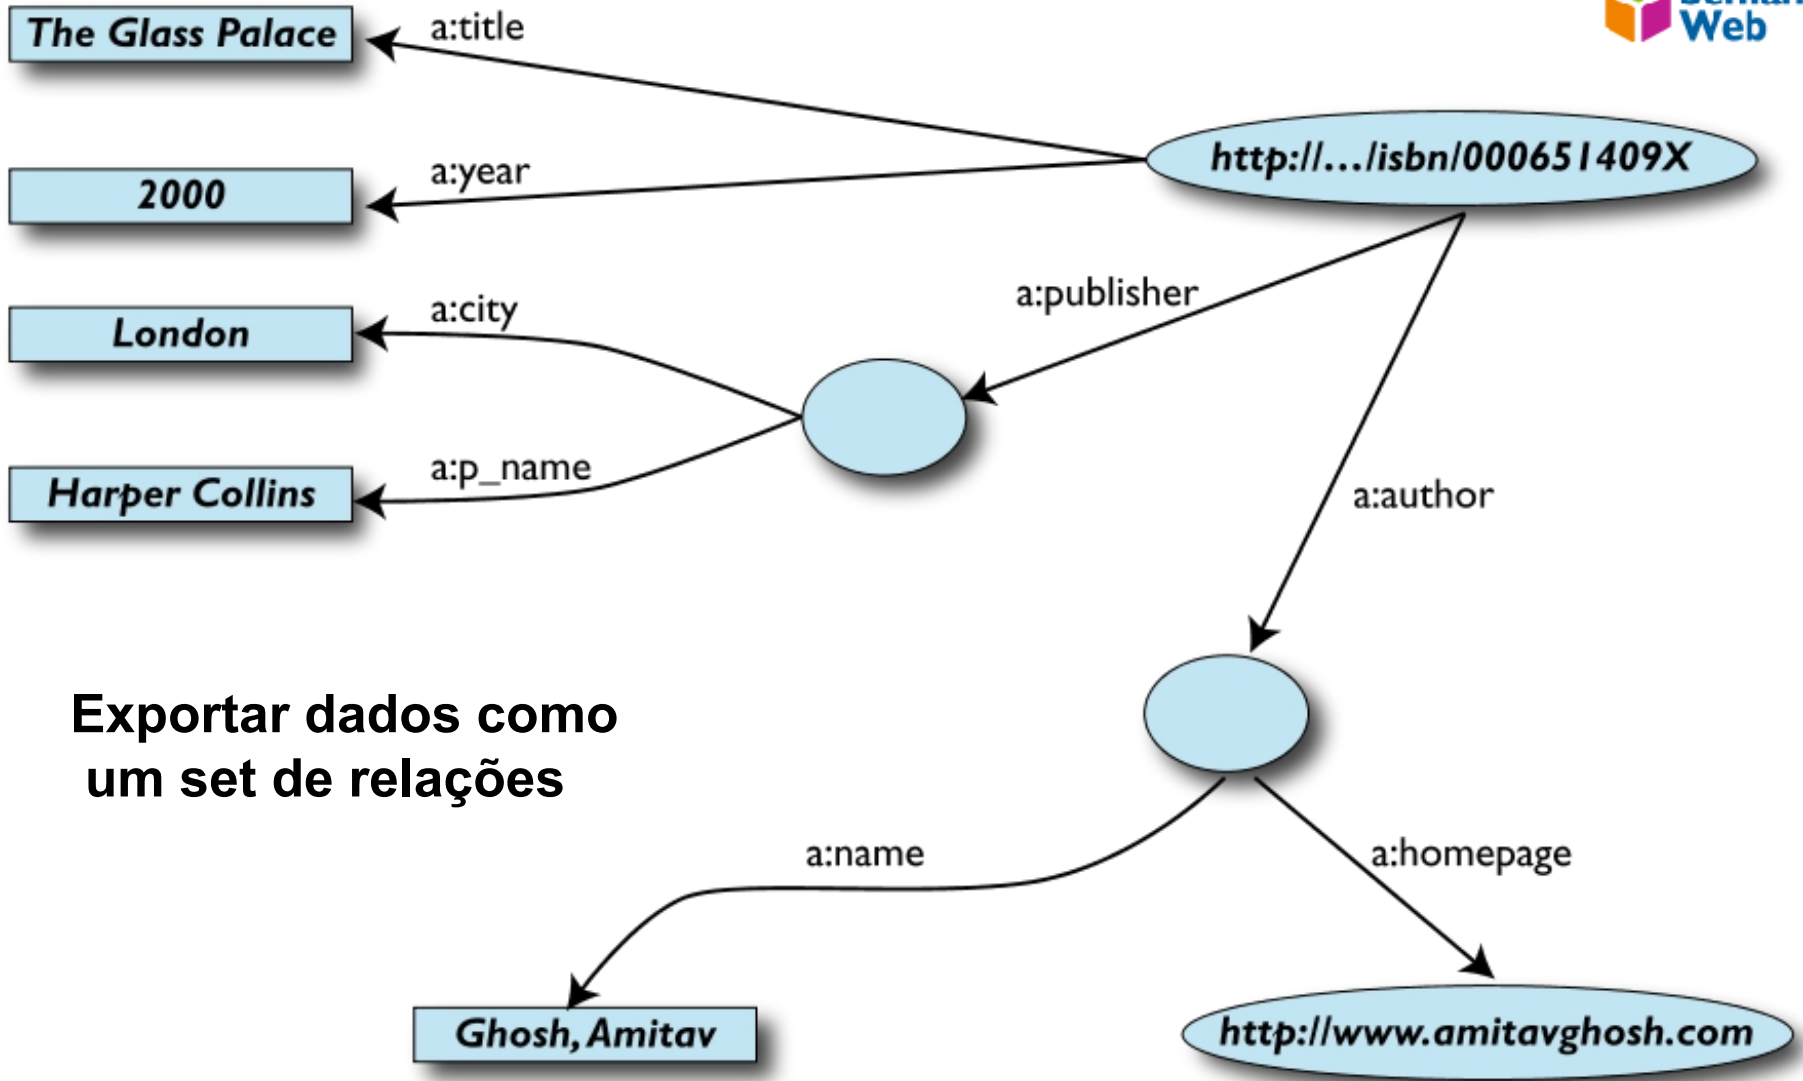 The Glass Palace
a:title
Web
http://.../isbn/000651409X
a:year
2000
a:publisher
a:city
London
a:p_name
Harper Collins
a:author
Exportar dados como
um set de relações
a:name
a:homepage
Ghosh, Amitav
http://www.amitavghosh.com